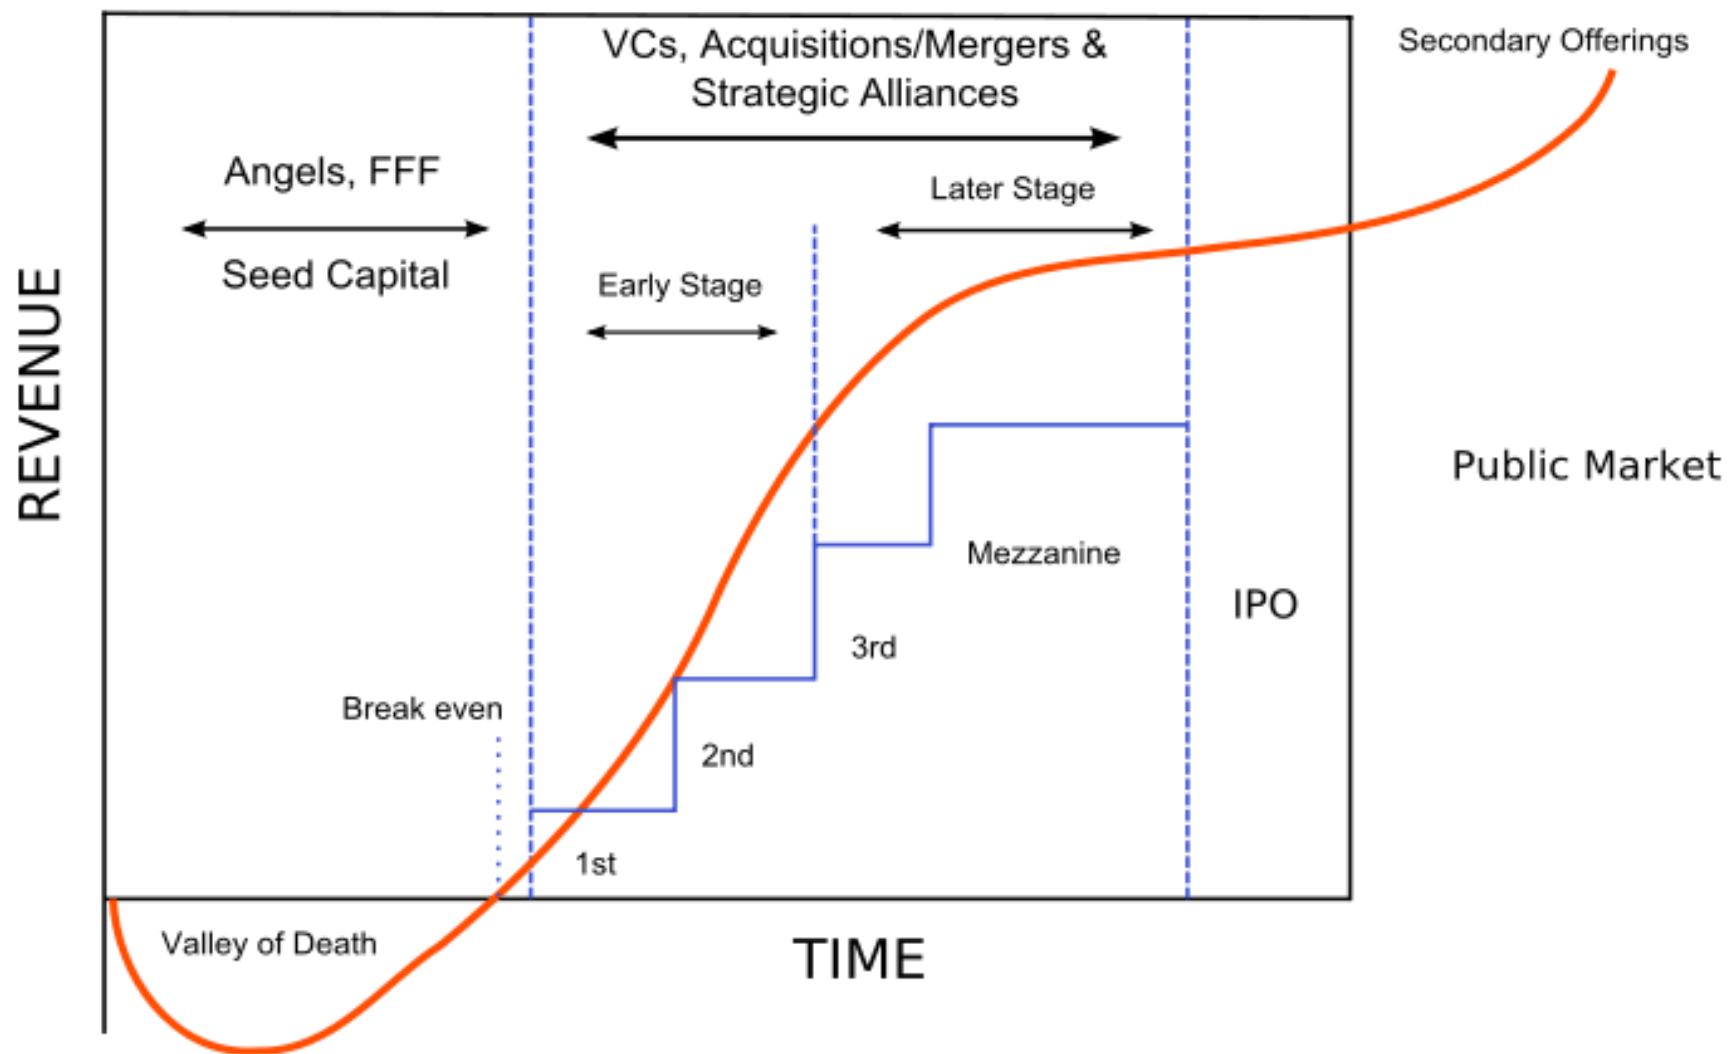 VCs, Acquisitions/Mergers &
Strategic Alliances
Secondary Offerings
Angels, FFF
Seed Capital
Later Stage
Early Stage
REVENUE
Public Market
Mezzanine
IPO
3rd
Break even
2nd
1st
Valley of Death
TIME